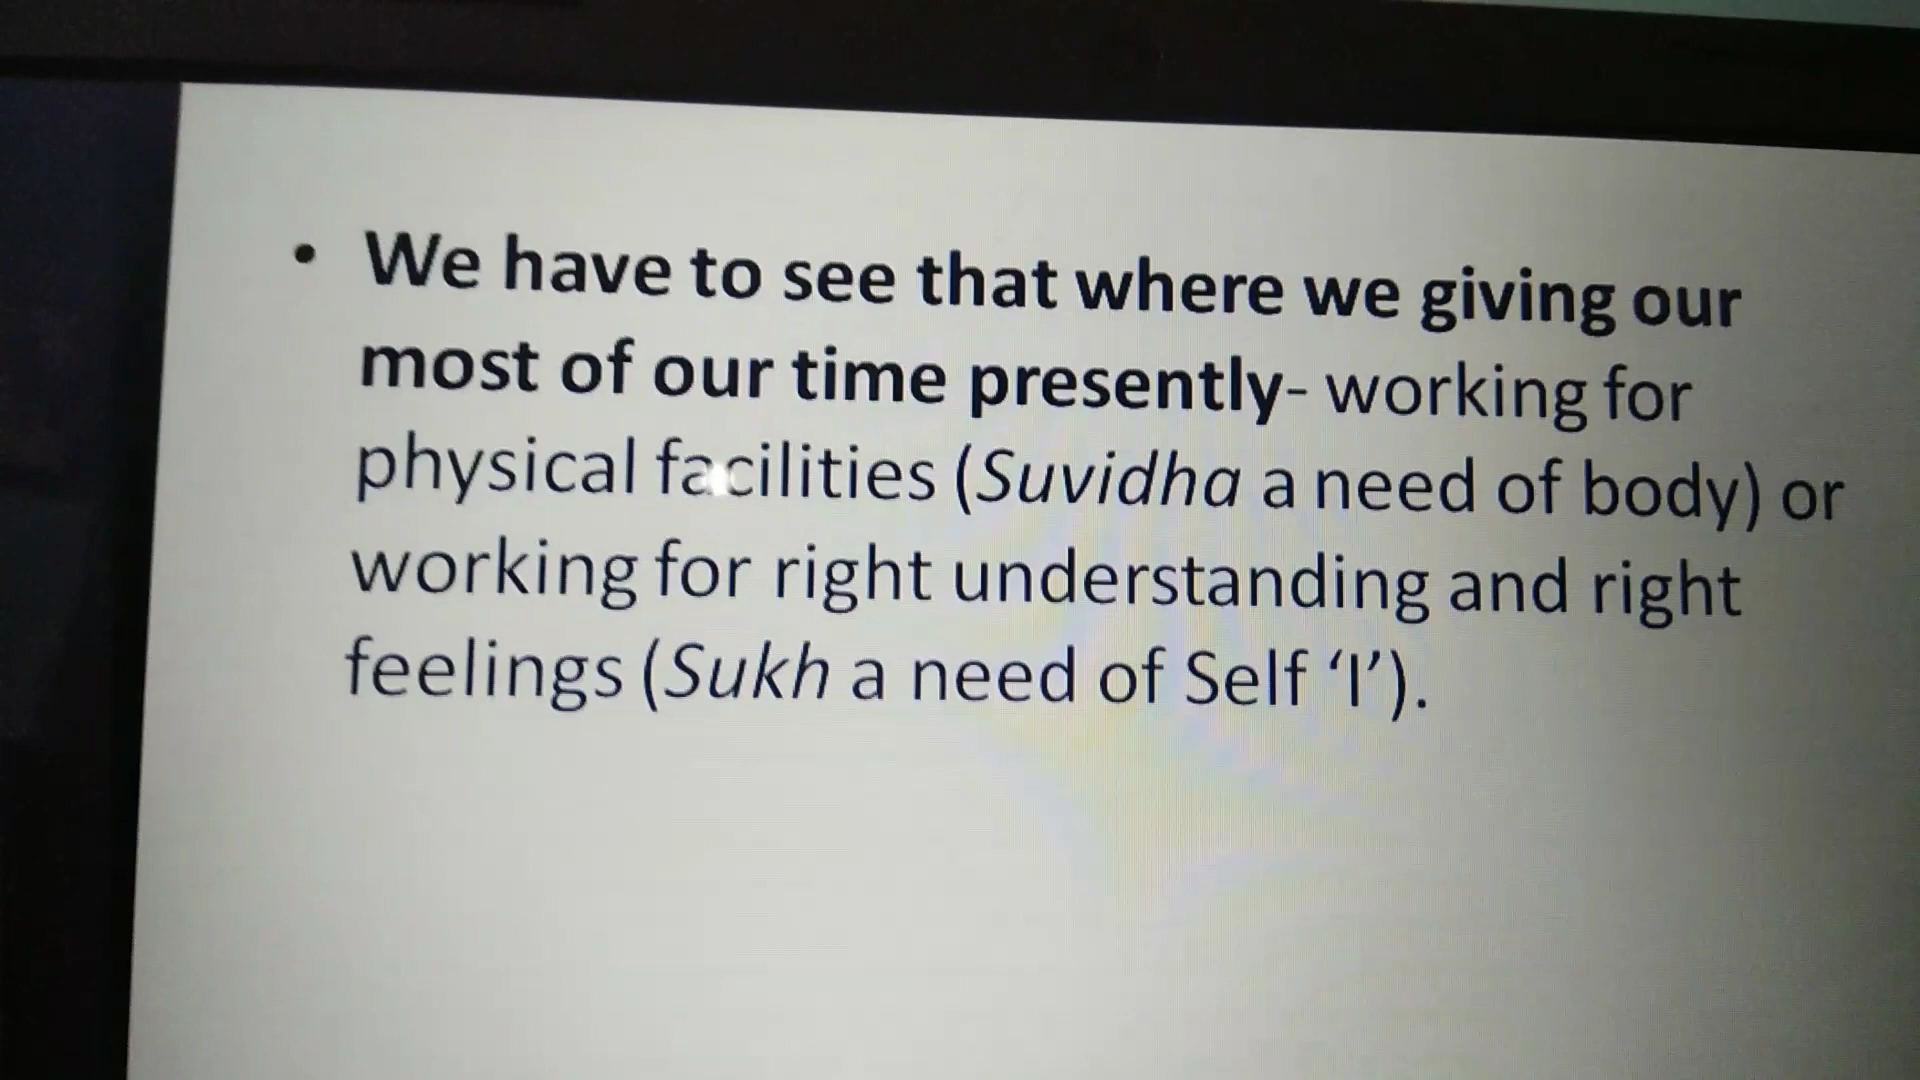 • We have to see that where we giving our
most of our time presently- working for
physical facilities (Suvidha a need of body) or
working for right understanding and right
feelings (Sukh a need of Self ‘I’).